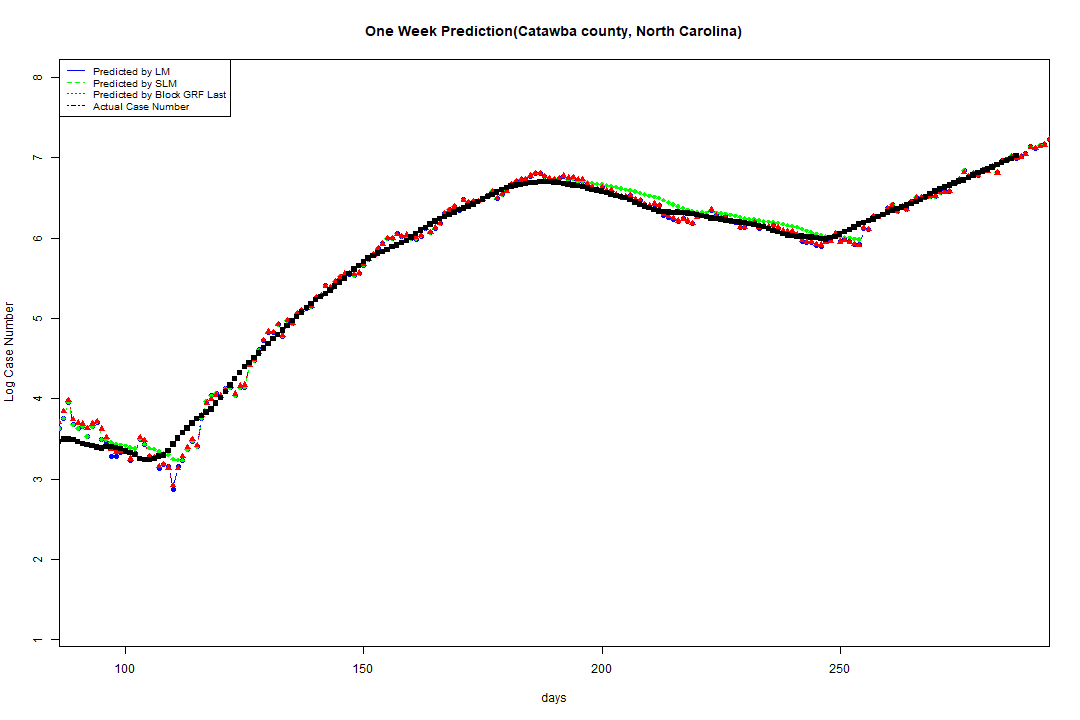 One Week Prediction(Catawba county, North Carolina)
Predicted by LM
Predicted by SLM
Predicted by Block GRF Last
Actual Case Number
8
7
6
5
4
3
2
1
Log Case Number
100 150 200 250
days